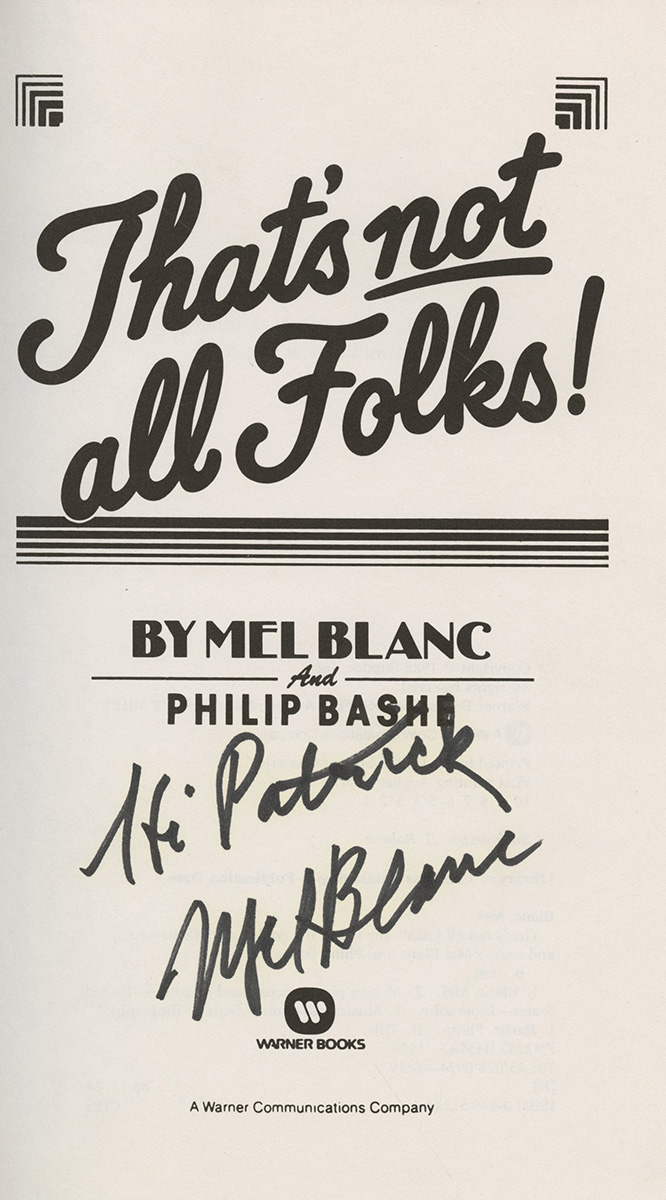 That's not
all Folks!
BY MEL BLANC
And
PHILIP BASHE
Hi Patrick
Mel Blanc
WARNER BOOKS
A Warner Communications Company